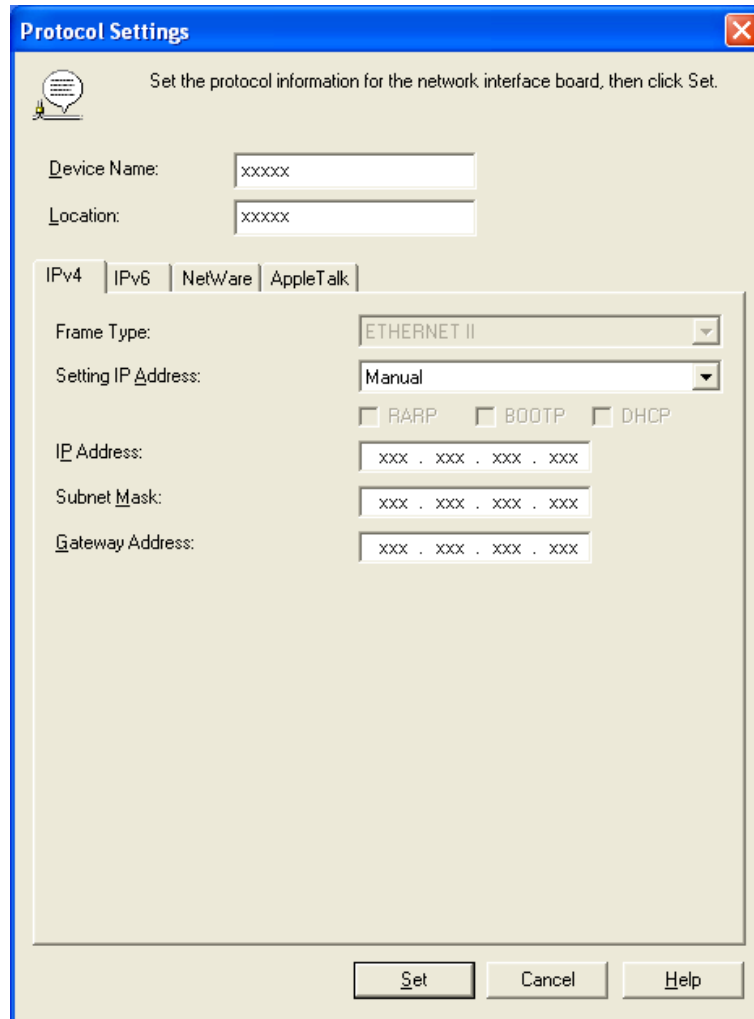 Protocol Settings
Set the protocol information for the network interface board, then click Set.
Device Name: xxxxx
Location: xxxxx
IPv4 IPv6 NetWare AppleTalk
Frame Type: ETHERNET II
Setting IP Address: Manual
RARP BOOTP DHCP
IP Address: xxx . xxx . xxx . xxx
Subnet Mask: xxx . xxx . xxx . xxx
Gateway Address: xxx . xxx . xxx . xxx
Set Cancel Help